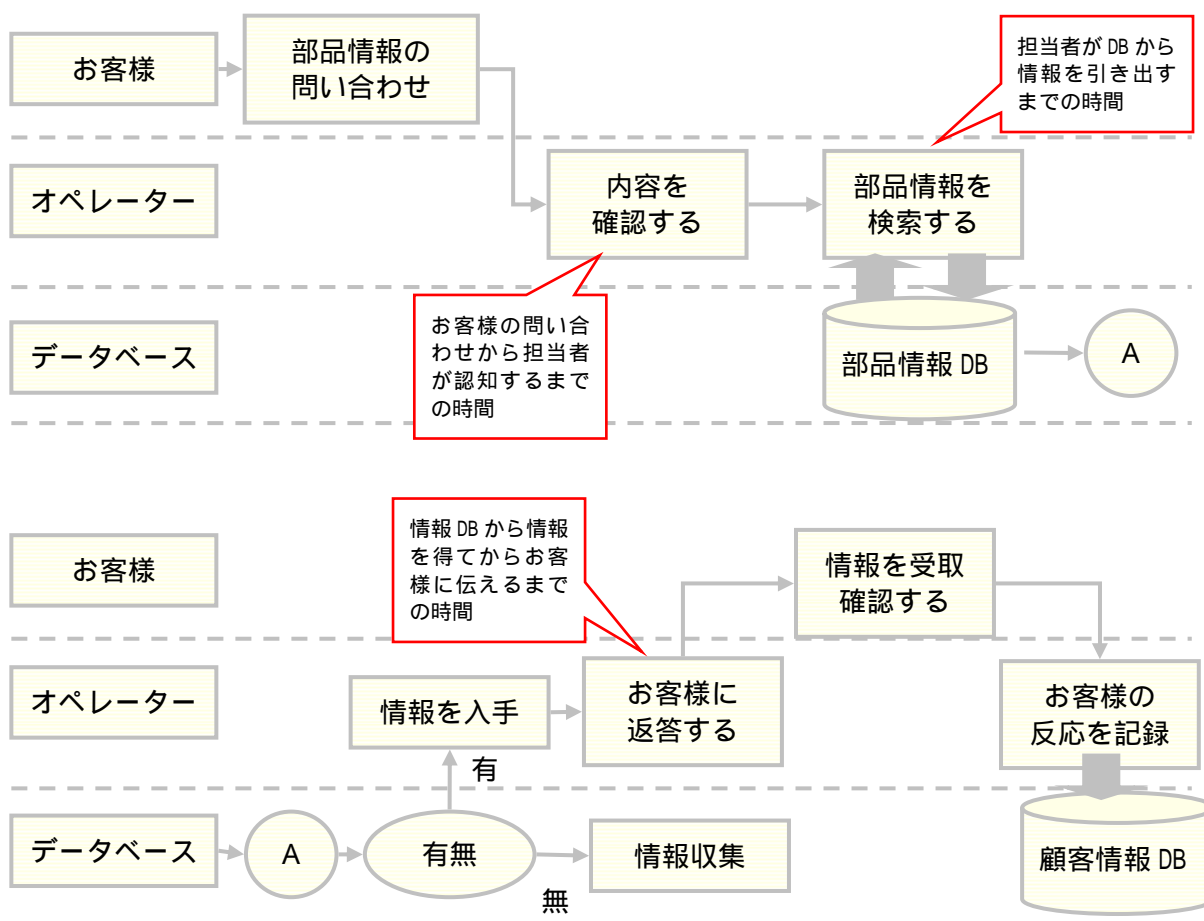 お客様
部品情報の
問い合わせ
担当者が DB から
情報を引き出す
までの時間
オペレーター
内容を
確認する
部品情報を
検索する
お客様の問い合
わせから担当者
が認知するまで
の時間
データベース
部品情報 DB
A
情報 DB から情報
を得てからお客
様に伝えるまで
の時間
お客様
情報を受取
確認する
オペレーター
情報を入手
お客様に
返答する
お客様の
反応を記録
有
データベース
A
有無
情報収集
顧客情報 DB
無